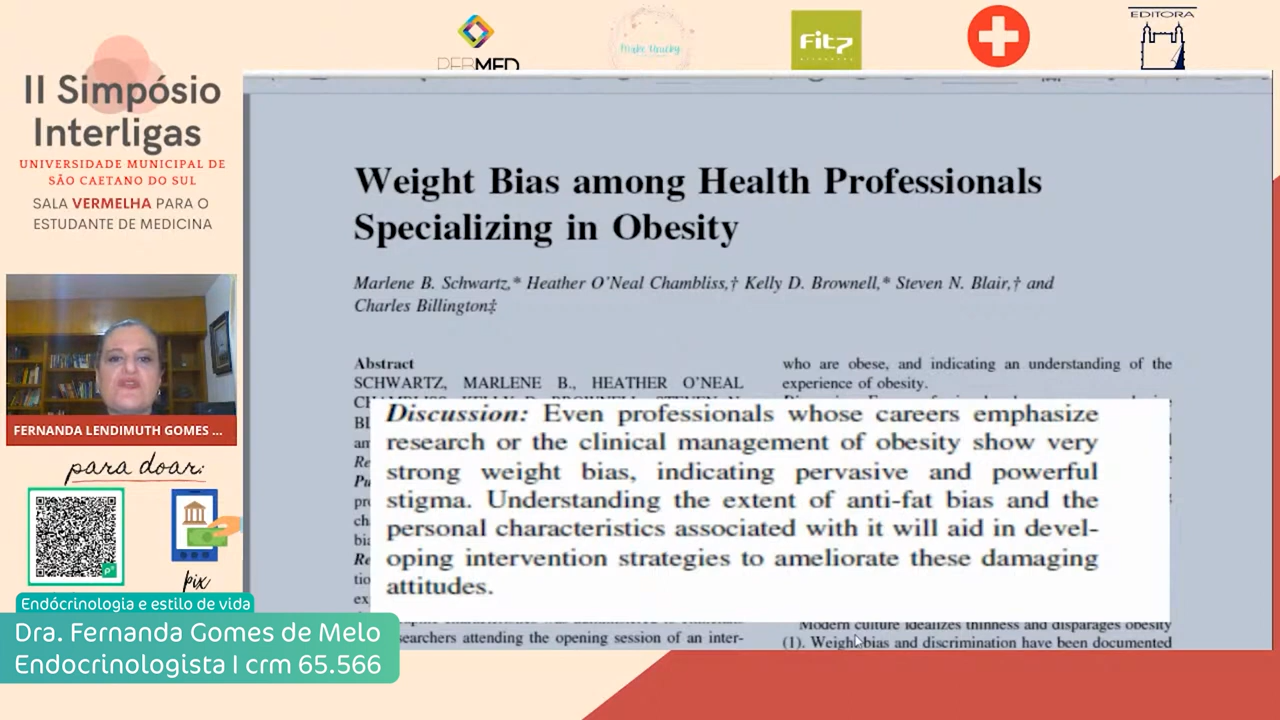 EDITORA
Fit7
PEBMED
II Simpósio
Interligas
UNIVERSIDADE MUNICIPAL DE
SÃO CAETANO DO SUL
SALA VERMELHA PARA O
ESTUDANTE DE MEDICINA
FERNANDA LENDIMUTH GOMES ...
para doar:
pix
Endócrinologia e estilo de vida
Dra. Fernanda Gomes de Melo
Endocrinologista I crm 65.566
Weight Bias among Health Professionals
Specializing in Obesity
Marlene B. Schwartz,* Heather O'Neal Chambliss,† Kelly D. Brownell,* Steven N. Blair,† and
Charles Billington‡
Abstract
SCHWARTZ, MARLENE B., HEATHER O'NEAL
who are obese, and indicating an understanding of the
experience of obesity.
Discussion: Even professionals whose careers emphasize
research or the clinical management of obesity show very
strong weight bias, indicating pervasive and powerful
stigma. Understanding the extent of anti-fat bias and the
personal characteristics associated with it will aid in devel-
oping intervention strategies to ameliorate these damaging
attitudes.
searchers attending the opening session of an inter-
Modern culture idealizes thinness and disparages obesity
(1). Weight bias and discrimination have been documented